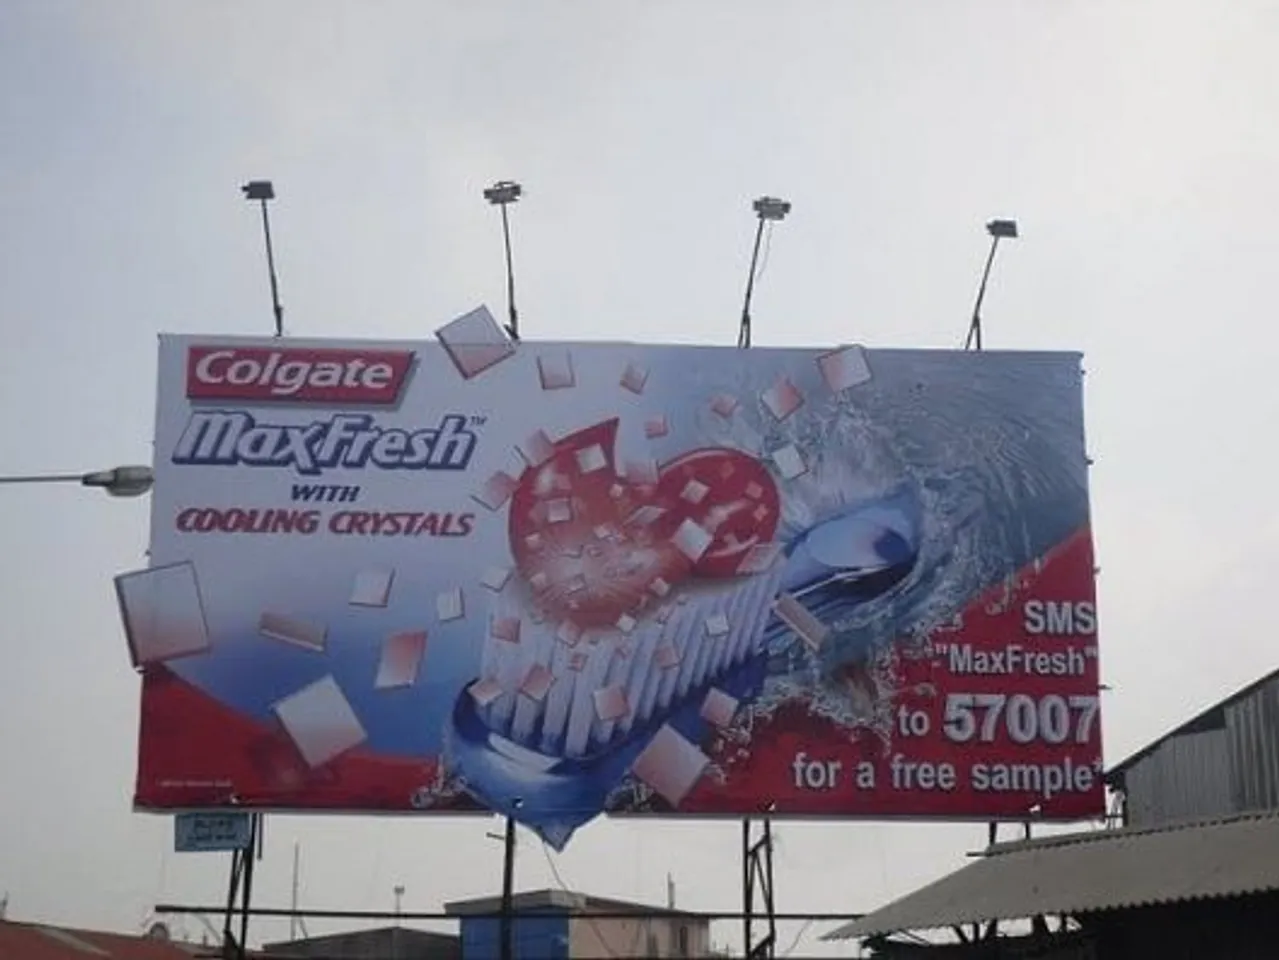 Colgate
MaxFresh™
WITH
COOLING CRYSTALS
SMS
"MaxFresh"
to 57007
for a free sample*